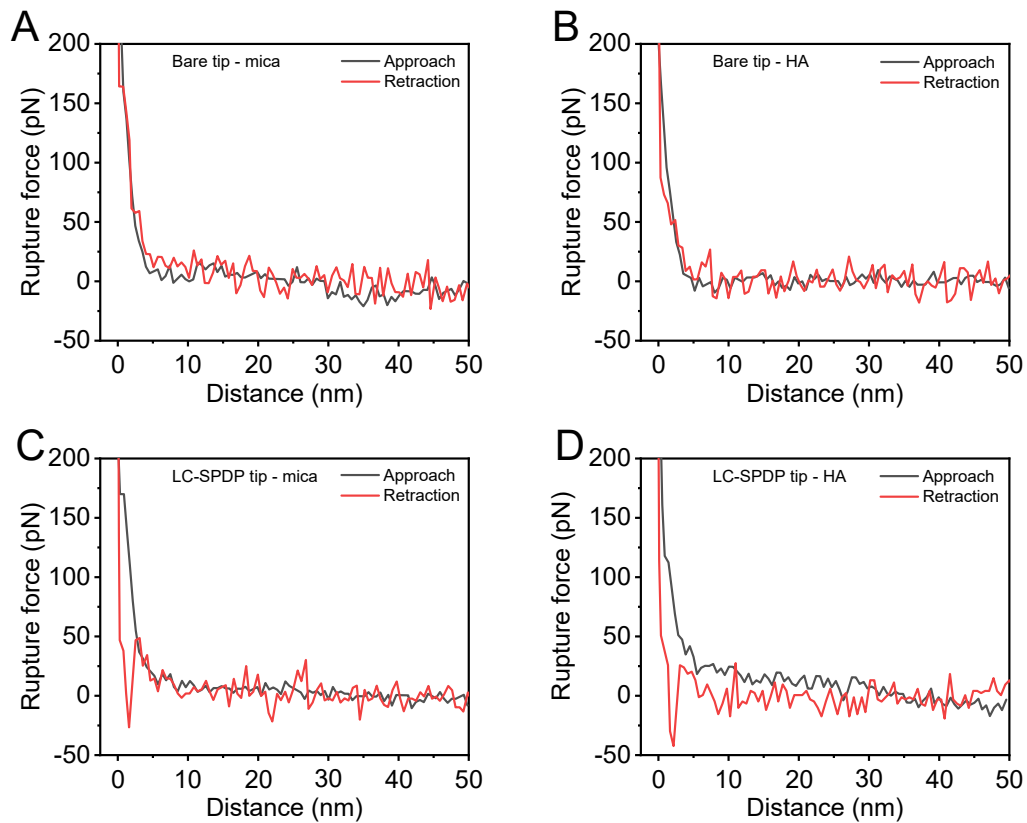 A
Bare tip - mica
Approach
Retraction
200
150
100
50
0
-50
Rupture force (pN)
0 10 20 30 40 50
Distance (nm)
B
Bare tip - HA
Approach
Retraction
200
150
100
50
0
-50
Rupture force (pN)
0 10 20 30 40 50
Distance (nm)
C
LC-SPDP tip - mica
Approach
Retraction
200
150
100
50
0
-50
Rupture force (pN)
0 10 20 30 40 50
Distance (nm)
D
LC-SPDP tip - HA
Approach
Retraction
200
150
100
50
0
-50
Rupture force (pN)
0 10 20 30 40 50
Distance (nm)